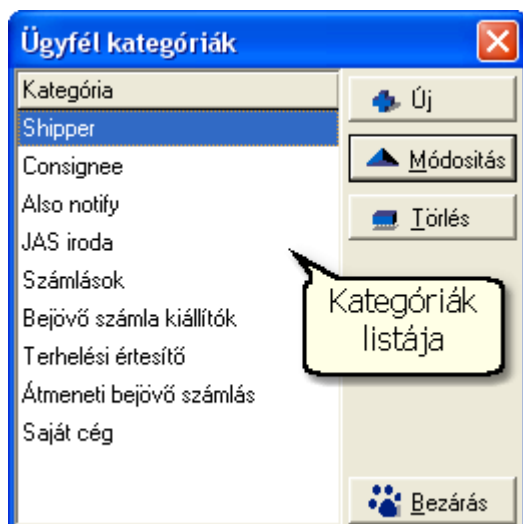 Ügyfél kategóriák
Kategória
Shipper
Consignee
Also notify
JAS iroda
Számlások
Bejövő számla kiállítók
Terhelési értesítő
Átmeneti bejövő számlás
Saját cég
Új
Módositás
Törlés
Kategóriák
listája
Bezárás